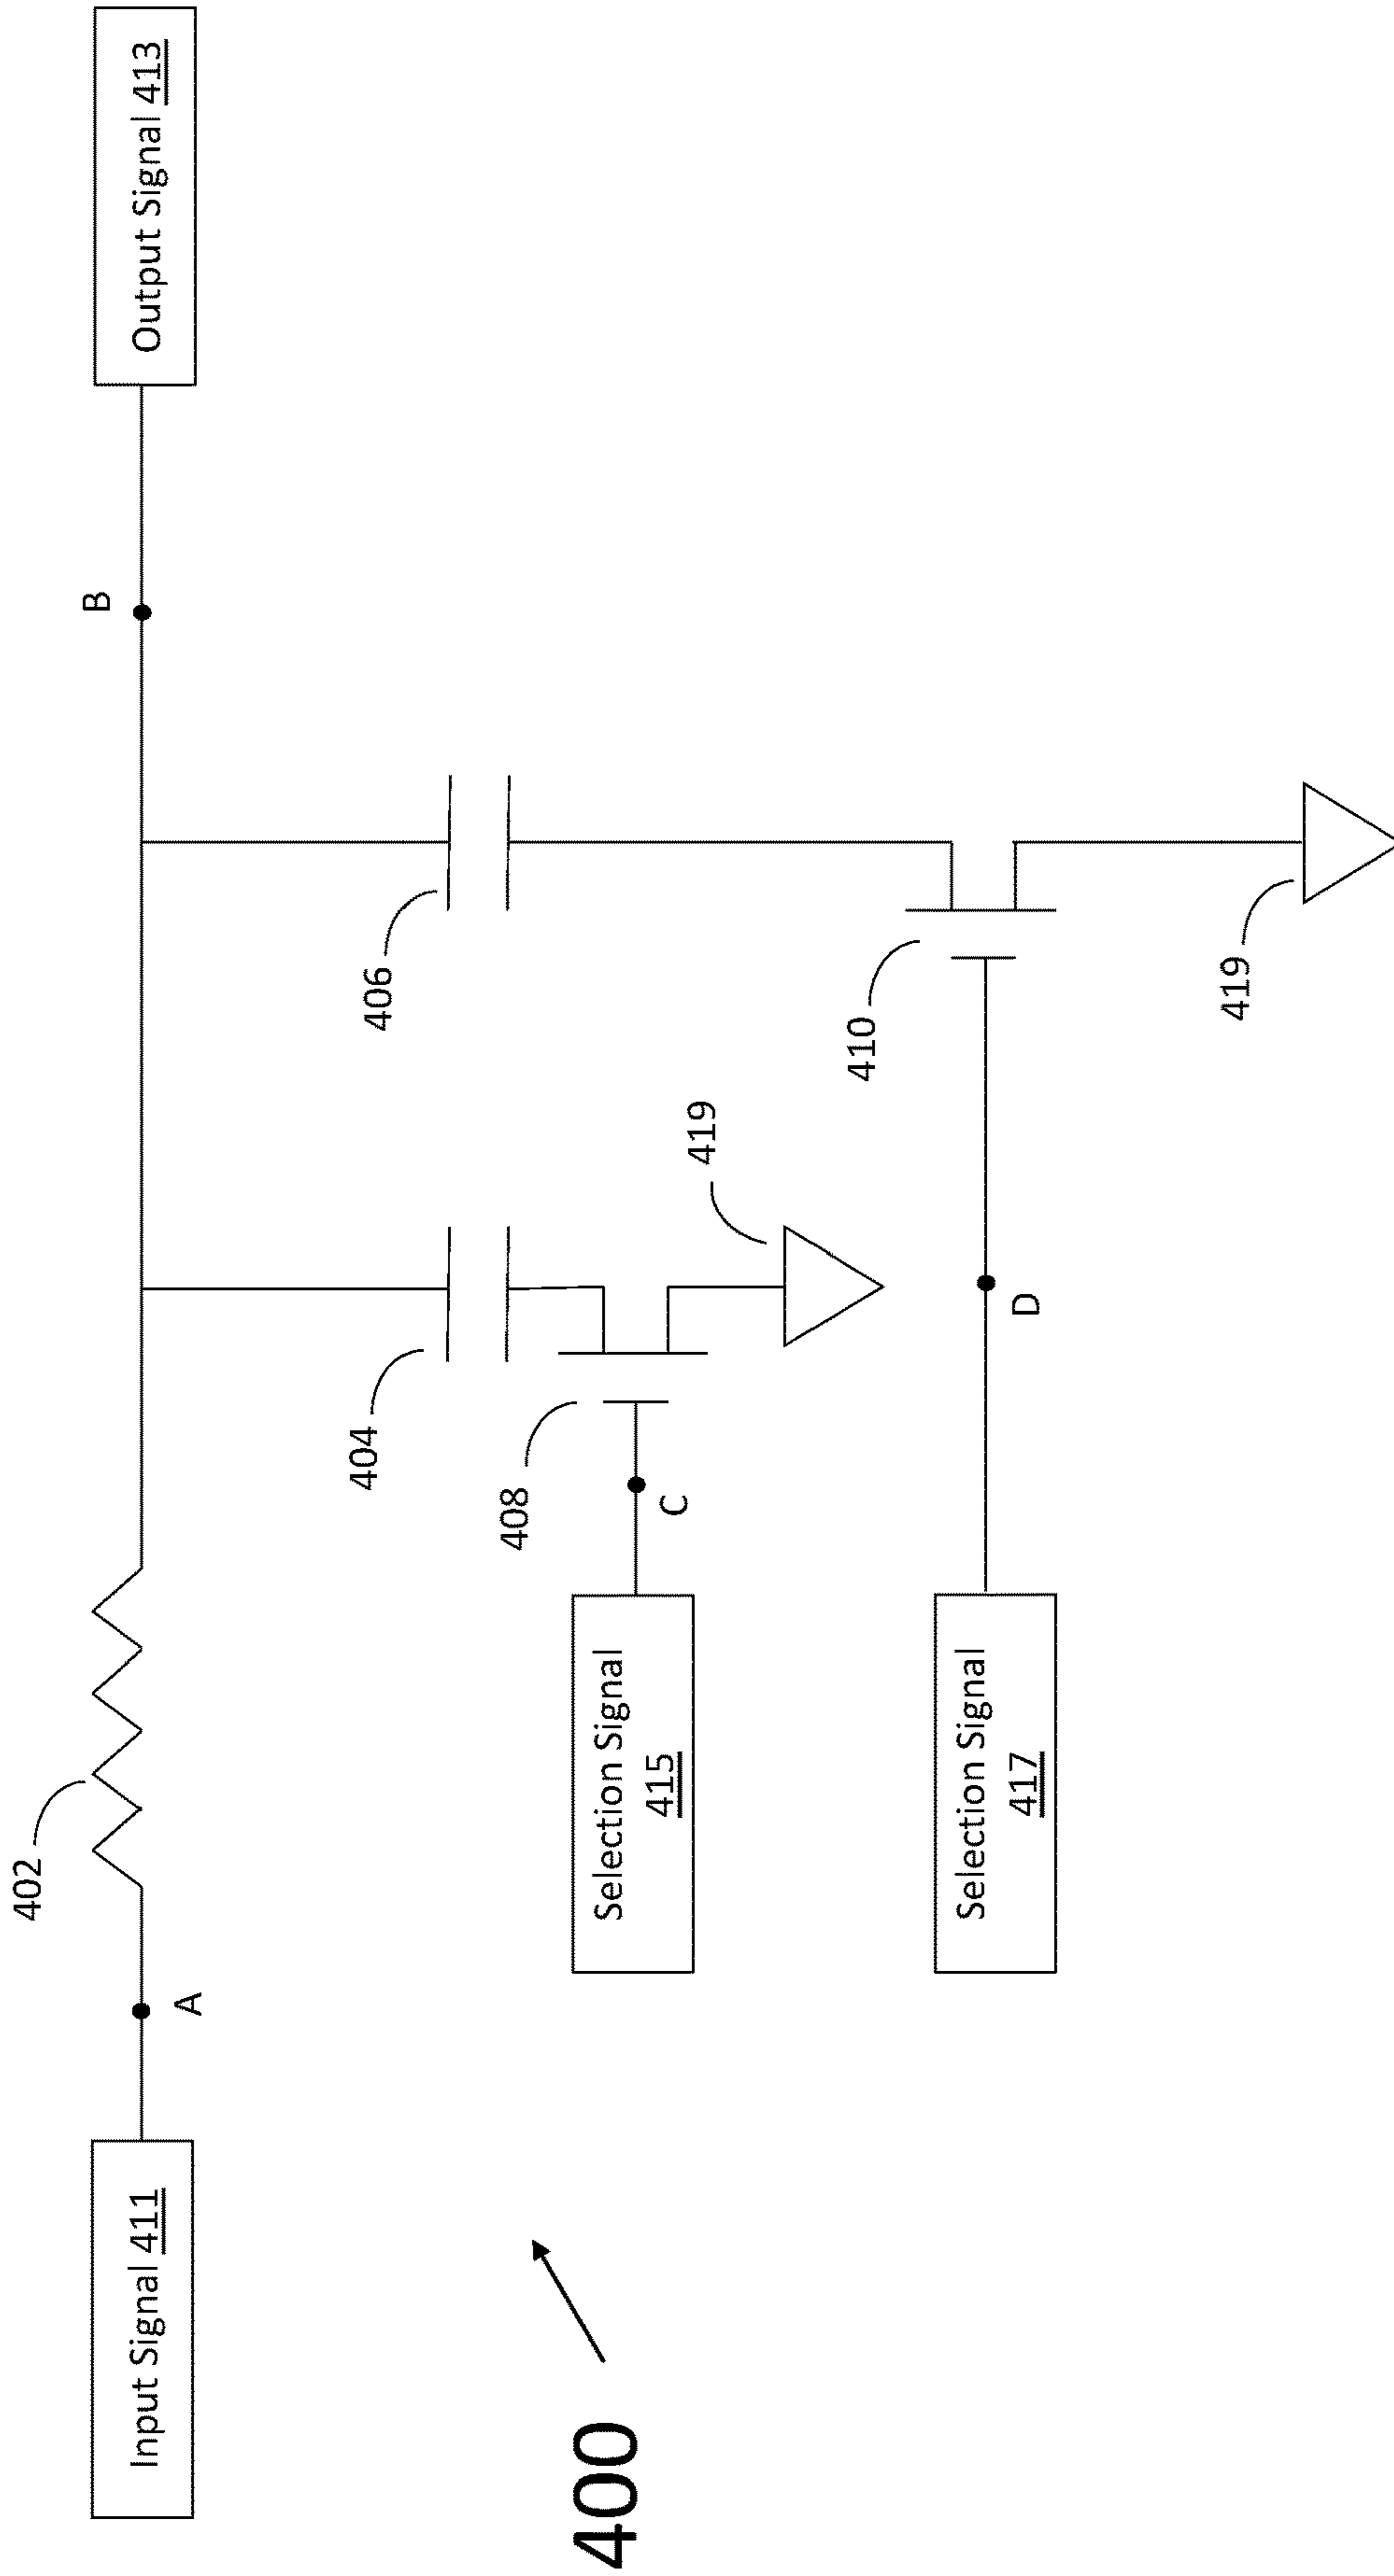 402
Input Signal 411
A
B
Output Signal 413
404
406
408
C
419
Selection Signal
415
410
D
Selection Signal
417
419
400